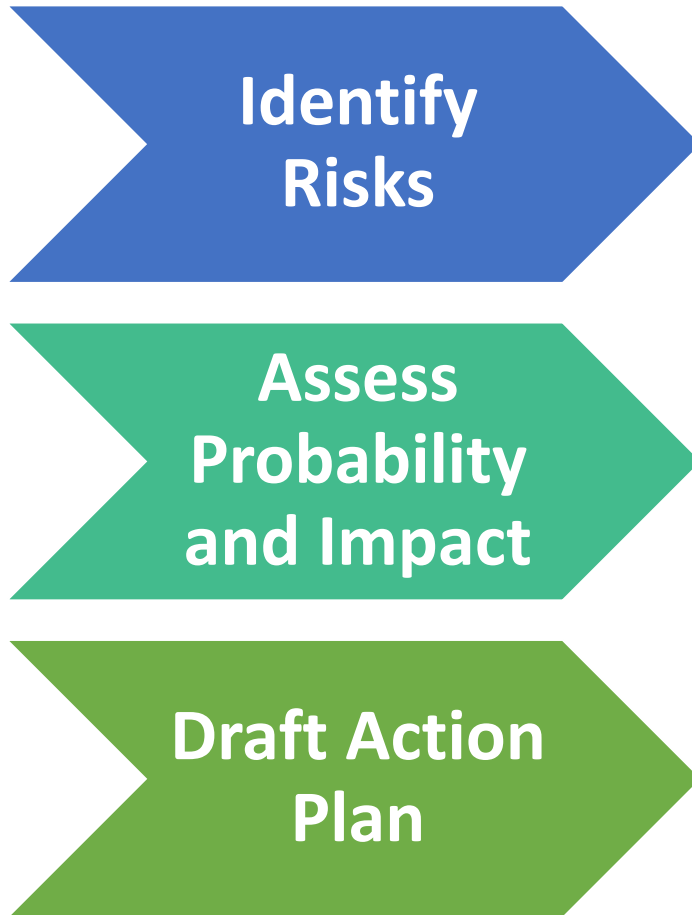 Identify
Risks
Assess
Probability
and Impact
Draft Action
Plan